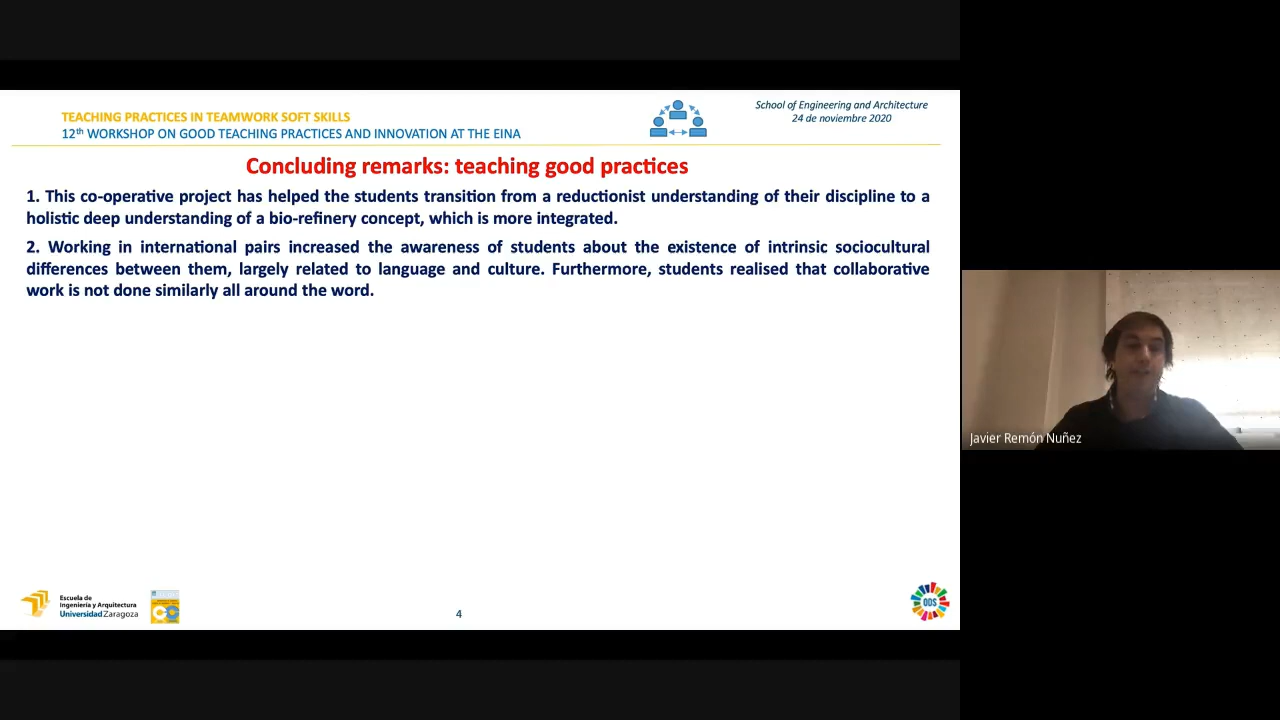 TEACHING PRACTICES IN TEAMWORK SOFT SKILLS
12th WORKSHOP ON GOOD TEACHING PRACTICES AND INNOVATION AT THE EINA
School of Engineering and Architecture
24 de noviembre 2020
Concluding remarks: teaching good practices
1. This co-operative project has helped the students transition from a reductionist understanding of their discipline to a
holistic deep understanding of a bio-refinery concept, which is more integrated.
2. Working in international pairs increased the awareness of students about the existence of intrinsic sociocultural
differences between them, largely related to language and culture. Furthermore, students realised that collaborative
work is not done similarly all around the word.
Javier Remón Nuñez
Escuela de
Ingeniería y Arquitectura
Universidad Zaragoza
4
ODS